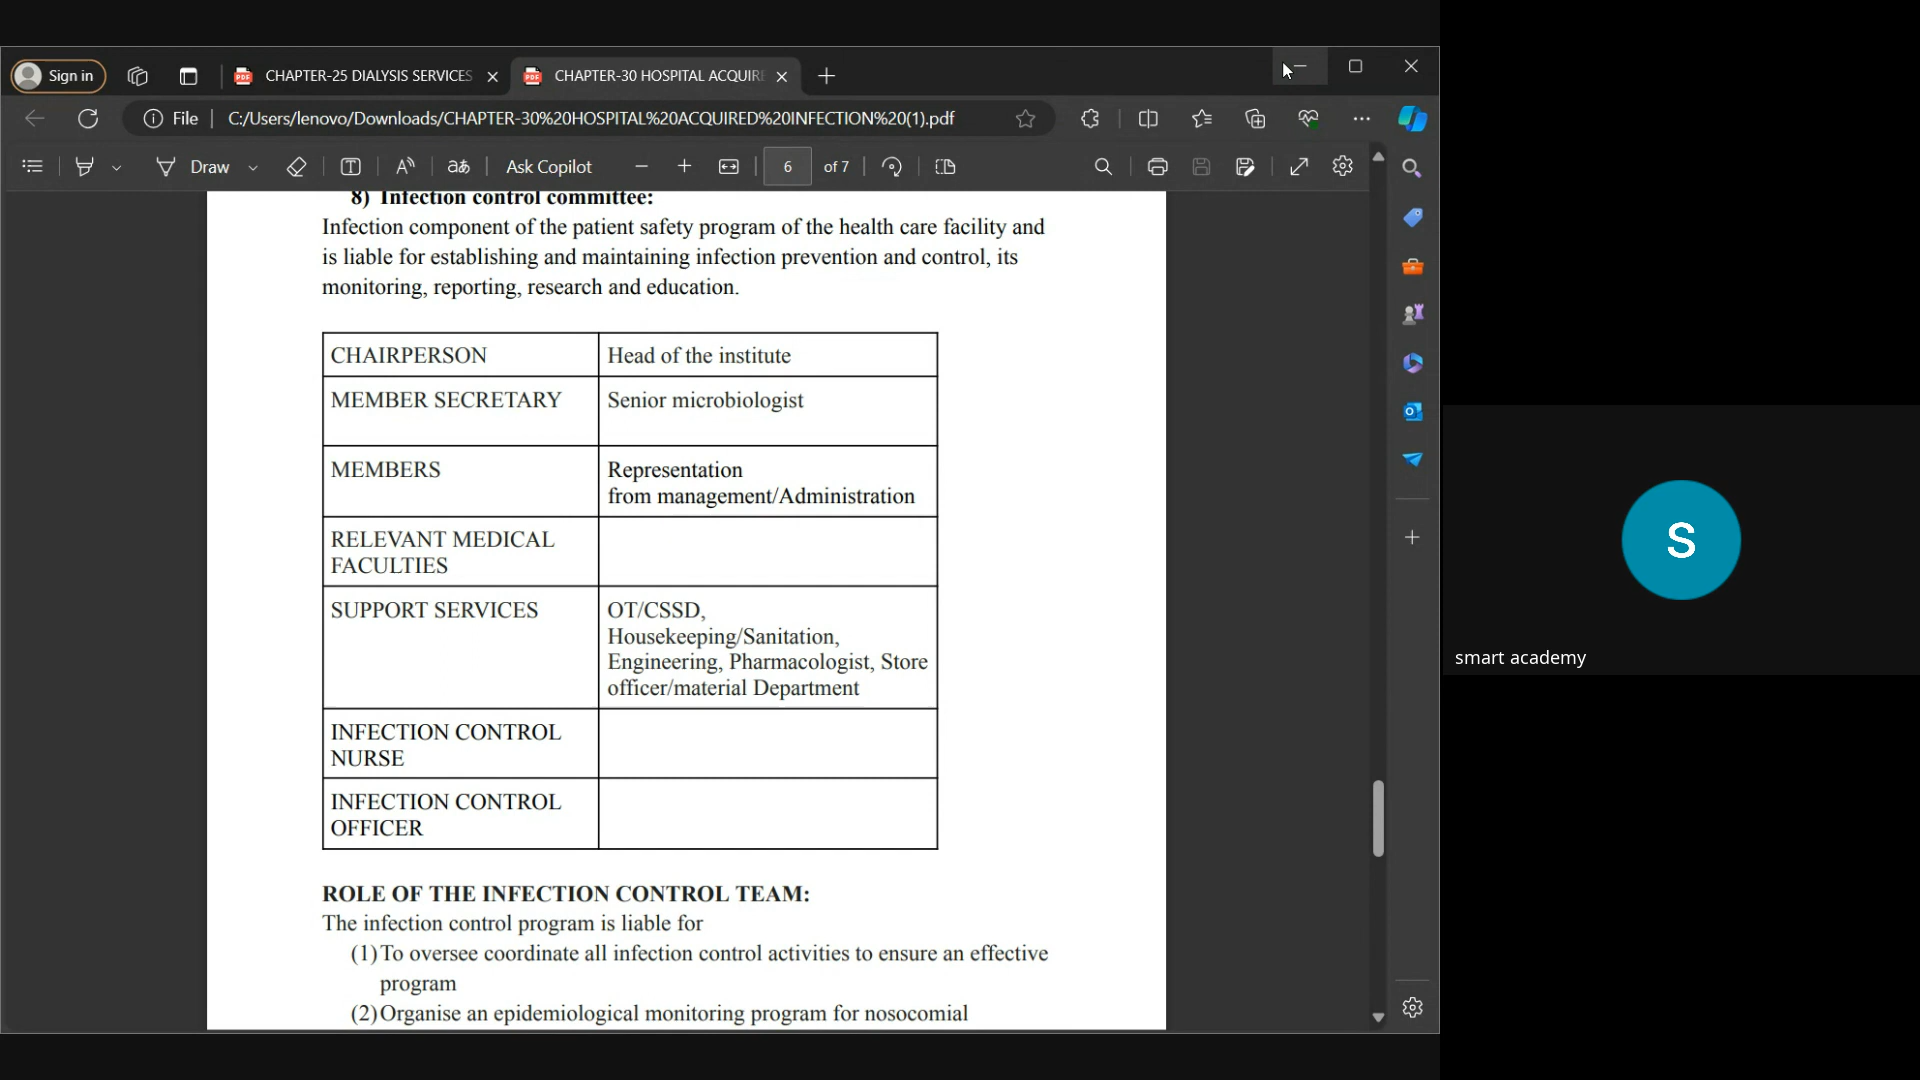 Sign in
CHAPTER-25 DIALYSIS SERVICES
CHAPTER-30 HOSPITAL ACQUIRE
File
C:/Users/lenovo/Downloads/CHAPTER-30%20HOSPITAL%20ACQUIRED%20INFECTION%20(1).pdf
Draw
Ask Copilot
6 of 7
8) Infection control committee:
Infection component of the patient safety program of the health care facility and
is liable for establishing and maintaining infection prevention and control, its
monitoring, reporting, research and education.
CHAIRPERSON
Head of the institute
MEMBER SECRETARY
Senior microbiologist
MEMBERS
Representation
from management/Administration
RELEVANT MEDICAL
FACULTIES
SUPPORT SERVICES
OT/CSSD,
Housekeeping/Sanitation,
Engineering, Pharmacologist, Store
officer/material Department
INFECTION CONTROL
NURSE
INFECTION CONTROL
OFFICER
ROLE OF THE INFECTION CONTROL TEAM:
The infection control program is liable for
(1)To oversee coordinate all infection control activities to ensure an effective
program
(2)Organise an epidemiological monitoring program for nosocomial
S
smart academy